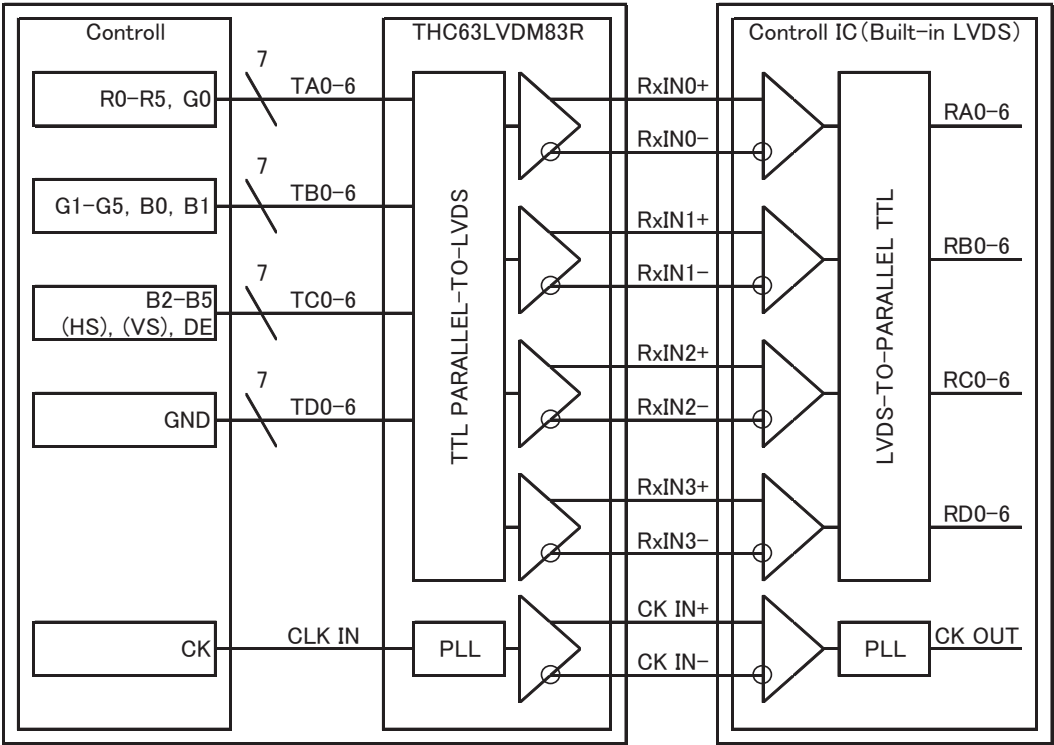 Controll
THC63LVDM83R
Controll IC(Built-in LVDS)
R0-R5, G0
7
TA0-6
RxIN0+
RxIN0-
RA0-6
G1-G5, B0, B1
7
TB0-6
RxIN1+
RxIN1-
RB0-6
B2-B5
(HS), (VS), DE
7
TC0-6
RxIN2+
RxIN2-
RC0-6
GND
7
TD0-6
RxIN3+
RxIN3-
RD0-6
TTL PARALLEL-TO-LVDS
LVDS-TO-PARALLEL TTL
CK
CLK IN
PLL
CK IN+
CK IN-
PLL
CK OUT